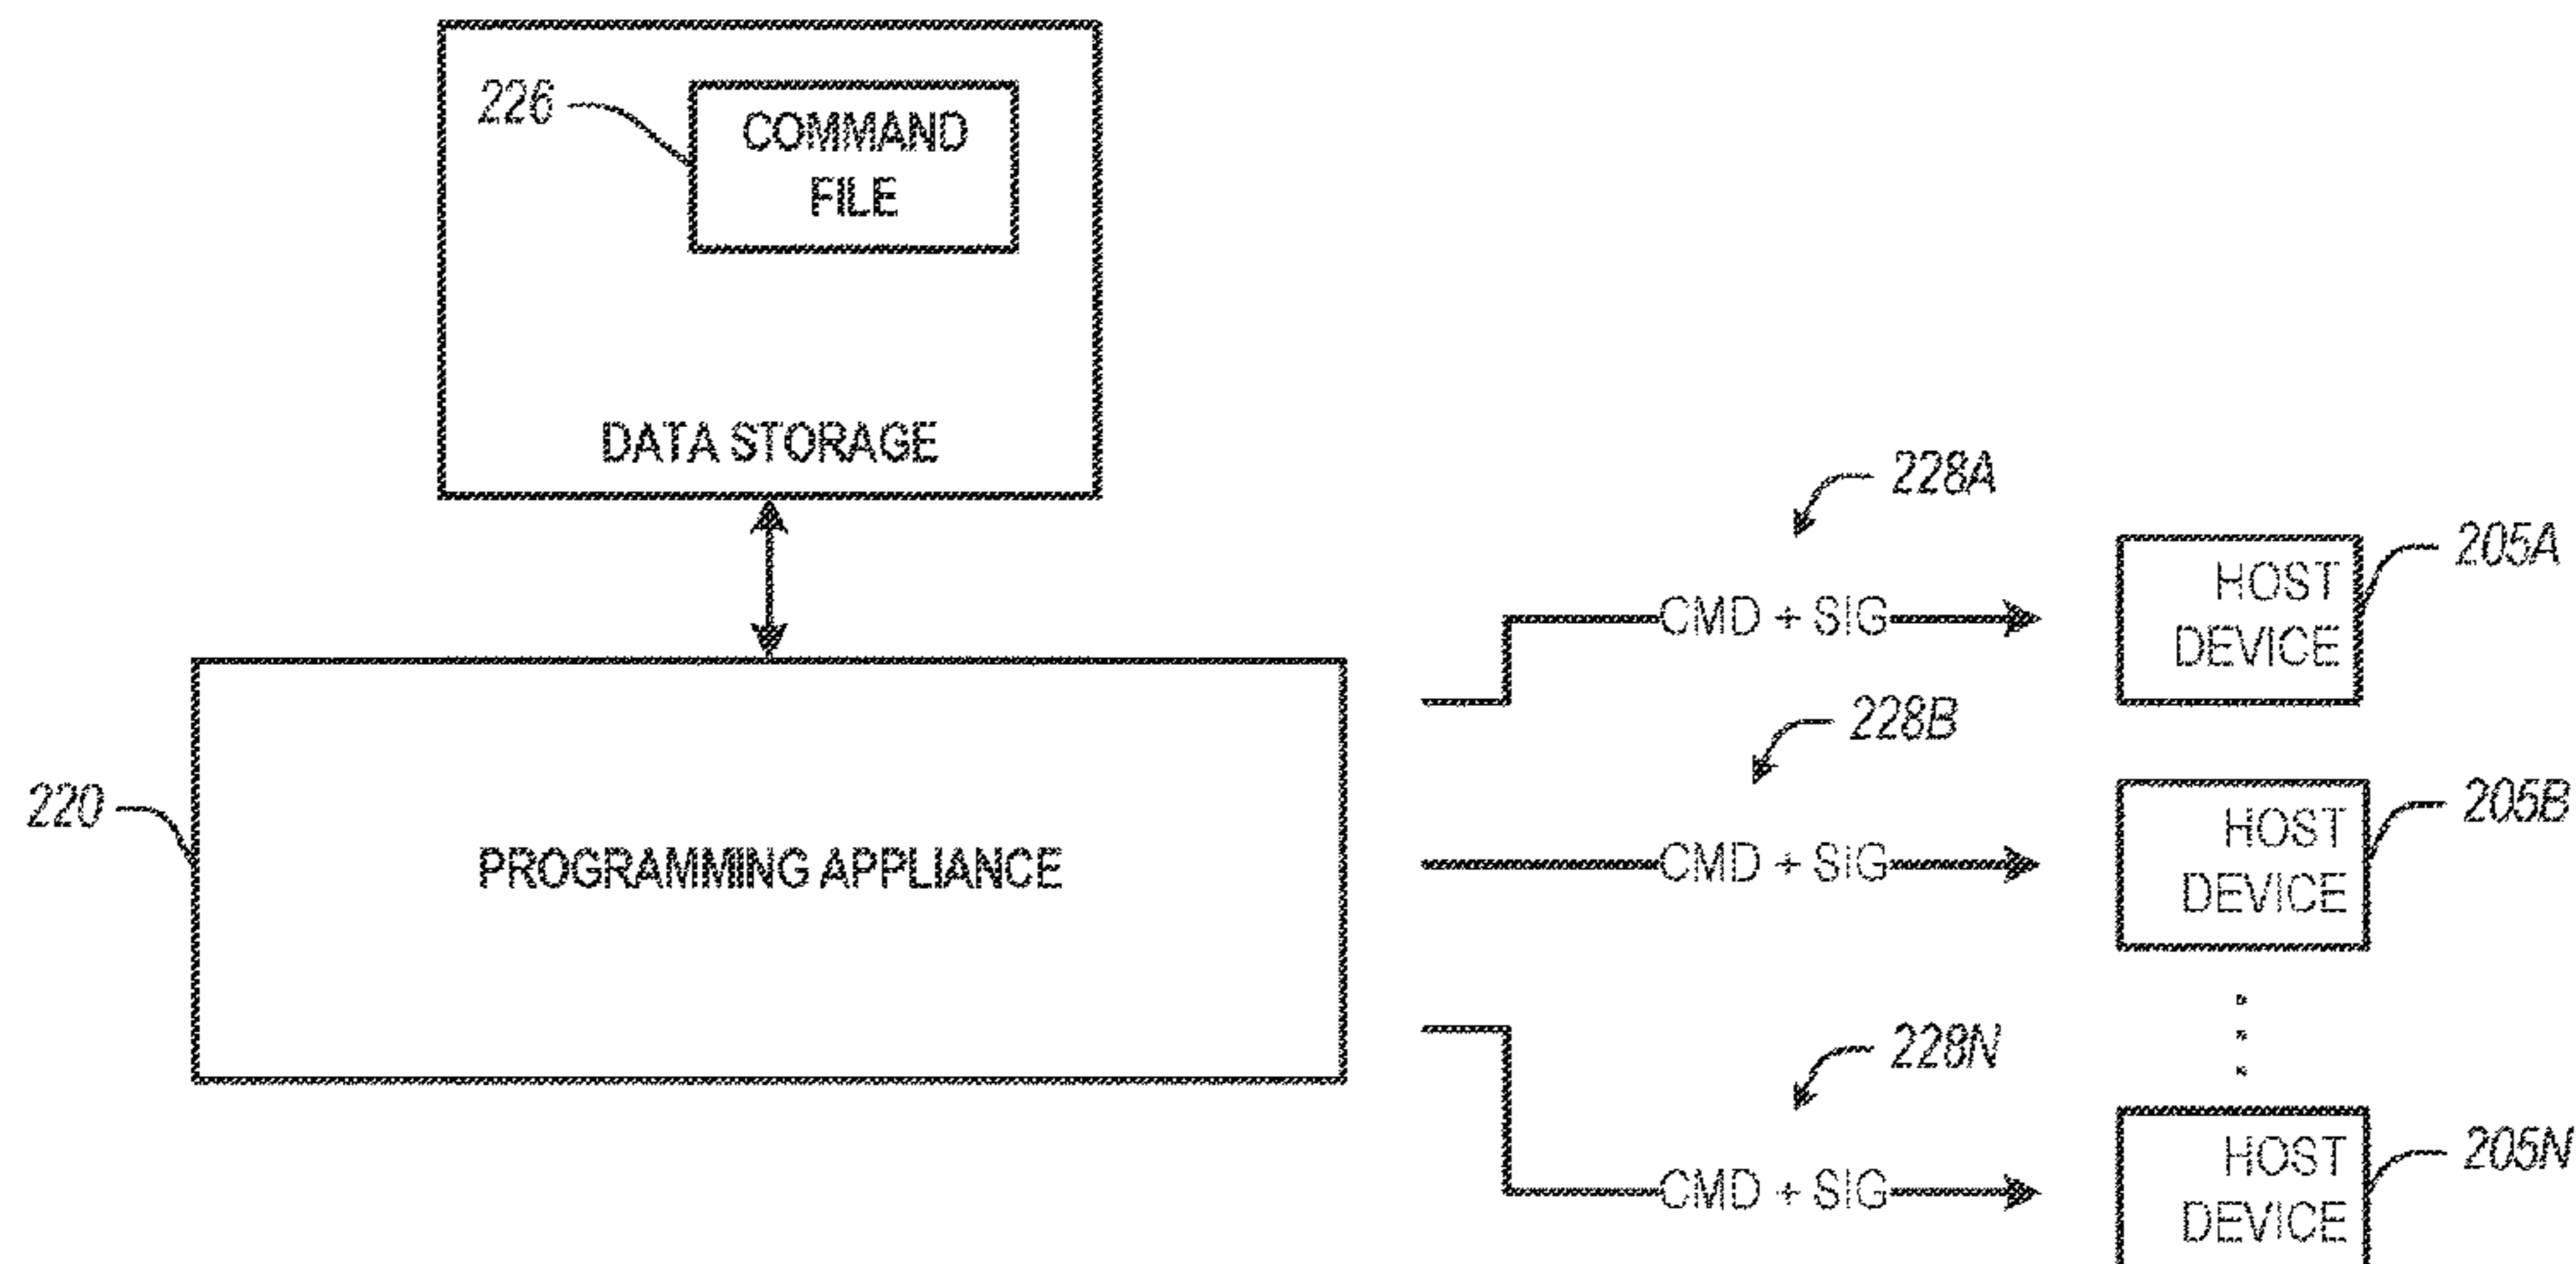 226
COMMAND
FILE
DATA STORAGE
228A
205A
HOST
DEVICE
CMD + SIG
228B
205B
HOST
DEVICE
220
PROGRAMMING APPLIANCE
CMD + SIG
228N
205N
HOST
DEVICE
CMD + SIG